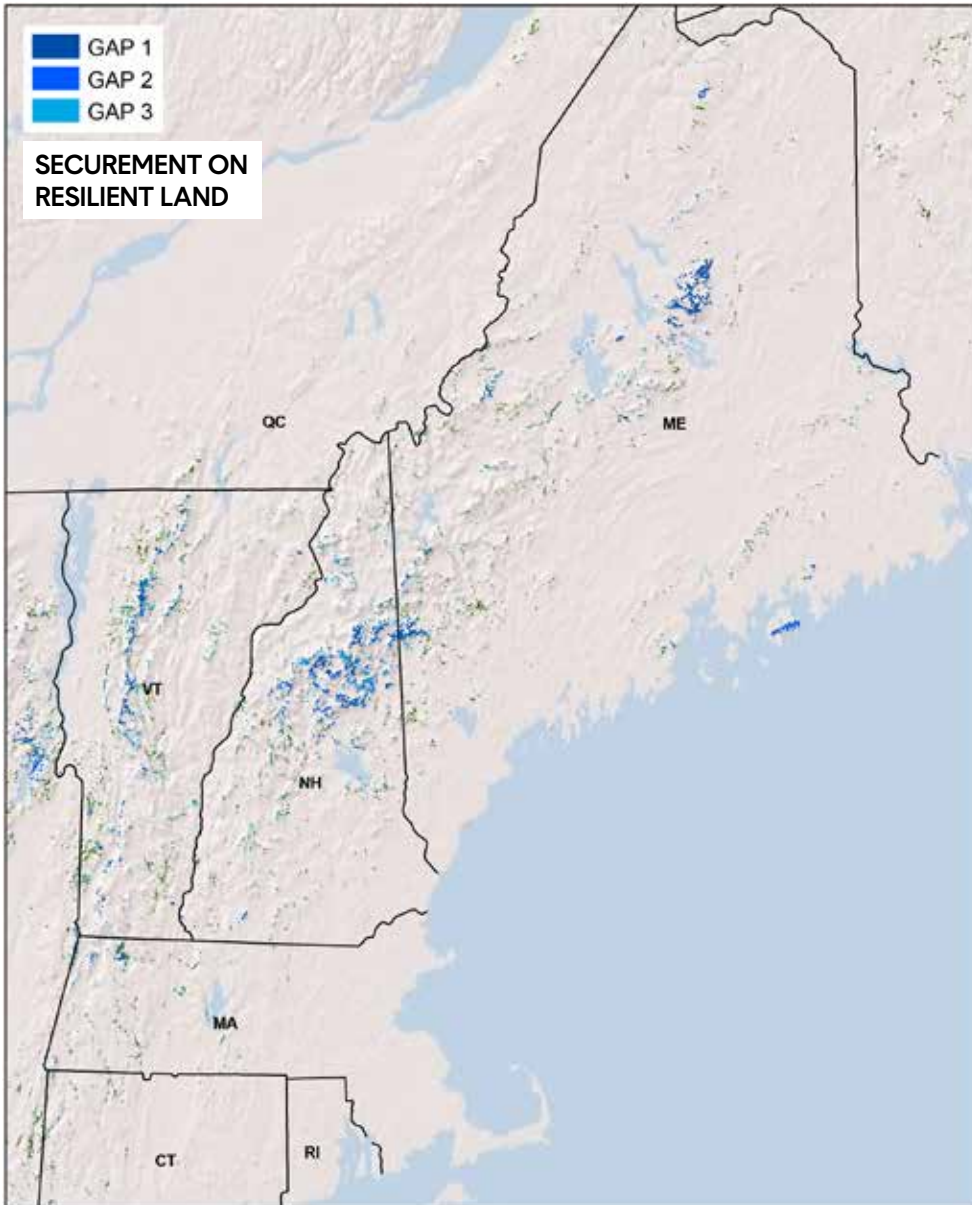 GAP 1
GAP 2
GAP 3
SECUREMENT ON
RESILIENT LAND
QC
ME
VT
NH
MA
CT
RI